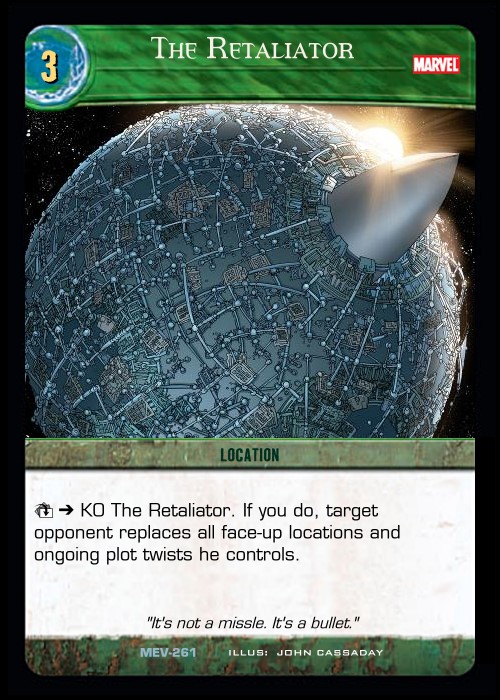 The Retaliator
3
MARVEL
LOCATION
➔ KO The Retaliator. If you do, target
opponent replaces all face-up locations and
ongoing plot twists he controls.
"It's not a missle. It's a bullet."
MEV-261 ILLUS: JOHN CASSADAY